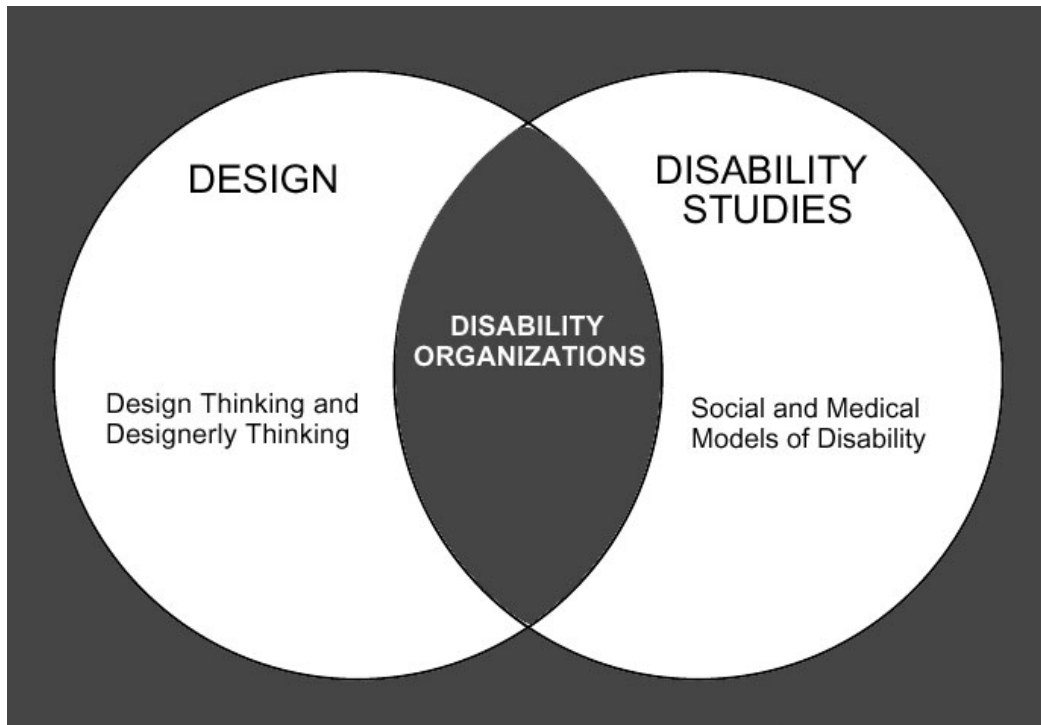 DESIGN
Design Thinking and
Designerly Thinking
DISABILITY
ORGANIZATIONS
DISABILITY
STUDIES
Social and Medical
Models of Disability